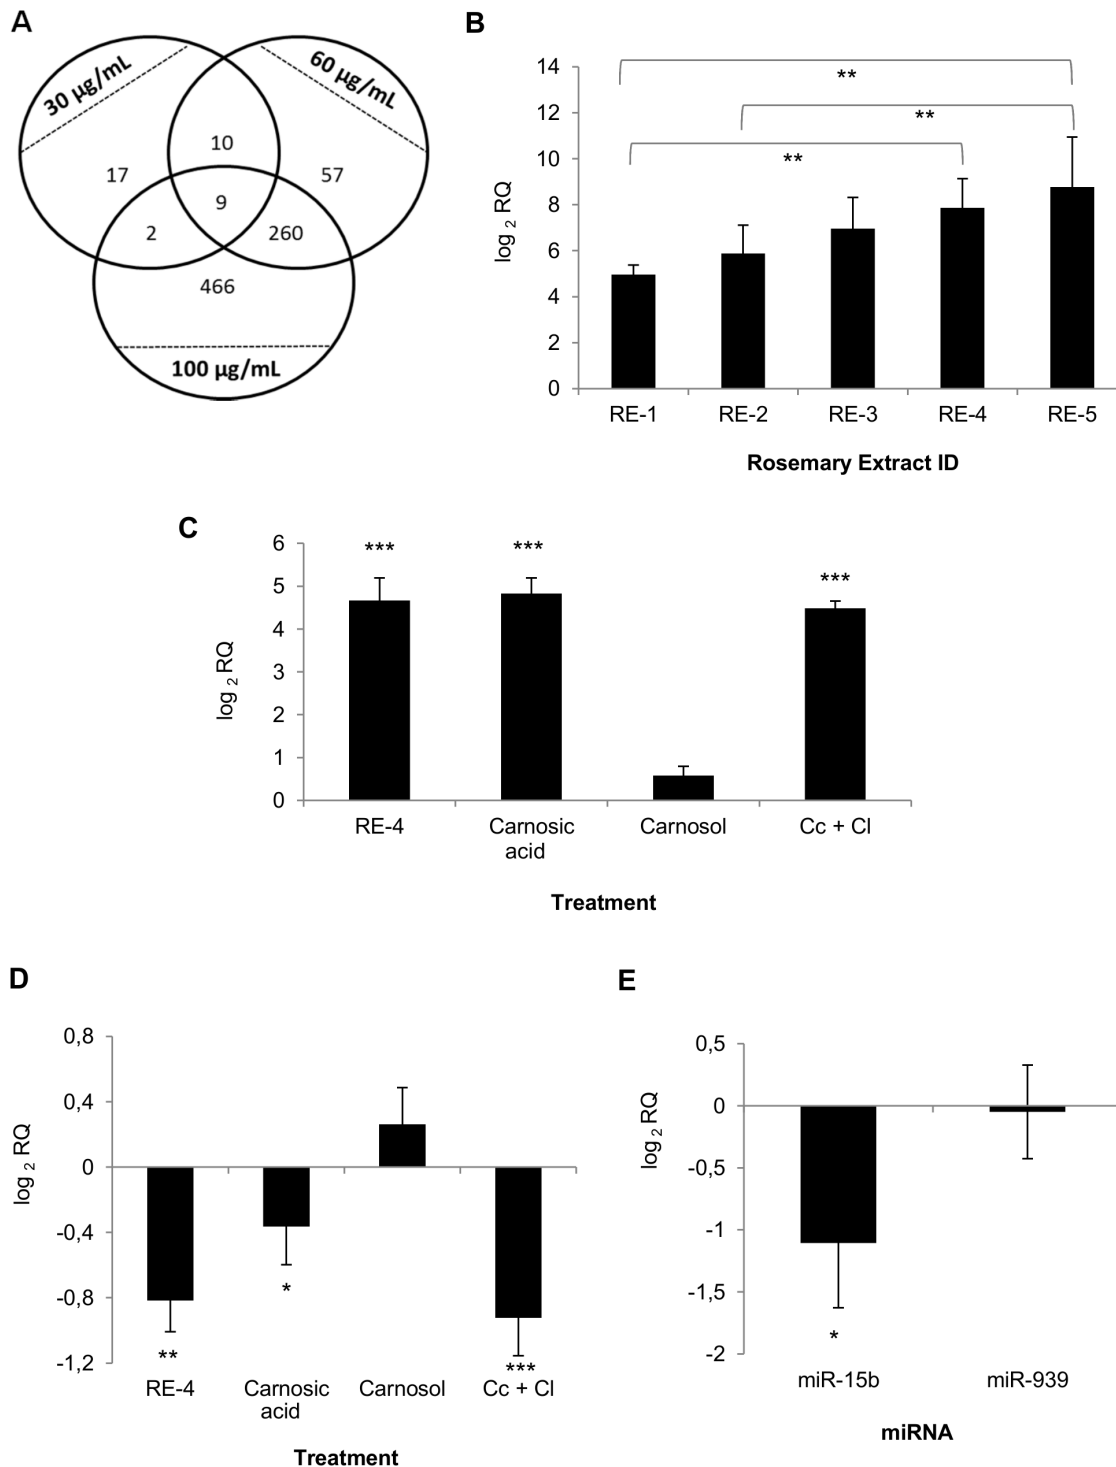 A
30 µg/mL
60 µg/mL
10
17
57
9
2
260
466
100 µg/mL
B
14
12
10
8
6
4
2
0
log 2 RQ
**
**
**
RE-1 RE-2 RE-3 RE-4 RE-5
Rosemary Extract ID
C
6
5
4
3
2
1
0
log 2 RQ
***
***
***
RE-4 Carnosic acid Carnosol Cc + Cl
Treatment
D
0,8
0,4
0
-0,4
-0,8
-1,2
log 2 RQ
**
*
***
RE-4 Carnosic acid Carnosol Cc + Cl
Treatment
E
0,5
0
-0,5
-1
-1,5
-2
log 2 RQ
*
miR-15b miR-939
miRNA